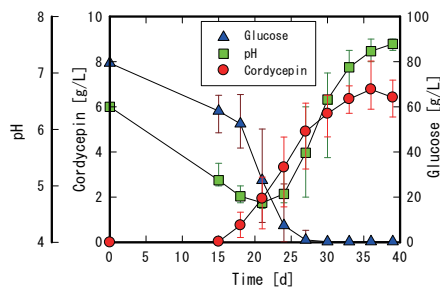 8
7
6
5
4
pH
10
8
6
4
2
0
Cordycepin [g/L]
Glucose
pH
Cordycepin
100
80
60
40
20
0
Glucose [g/L]
0 5 10 15 20 25 30 35 40
Time [d]